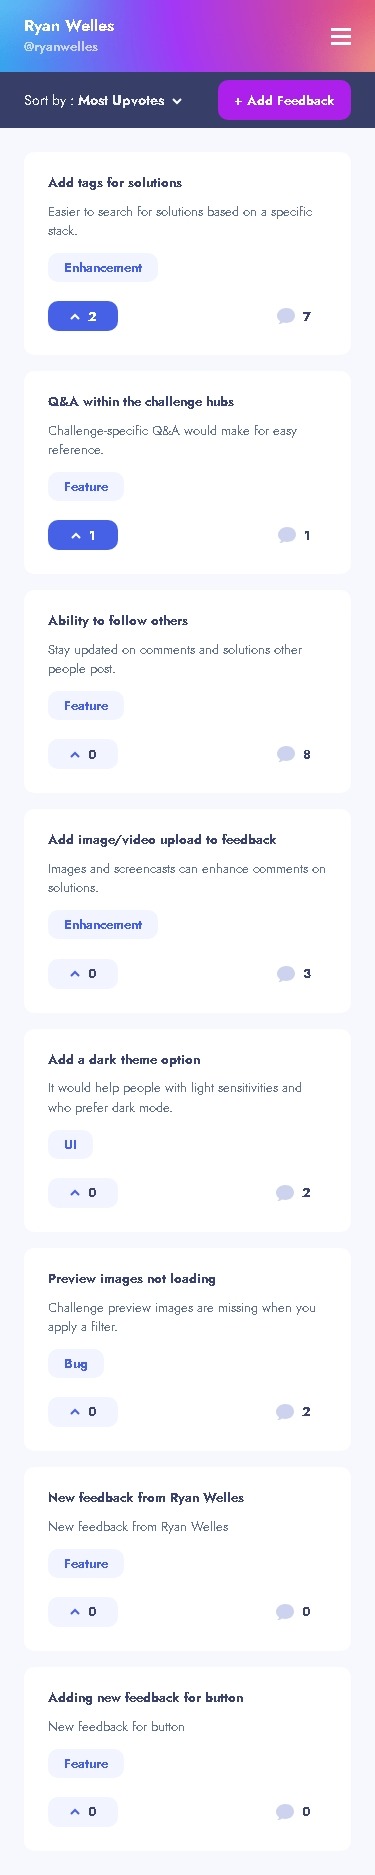 Ryan Welles
@ryanwelles
Sort by : Most Upvotes
+ Add Feedback
Add tags for solutions
Easier to search for solutions based on a specific
stack.
Enhancement
2
7
Q&A within the challenge hubs
Challenge-specific Q&A would make for easy
reference.
Feature
1
1
Ability to follow others
Stay updated on comments and solutions other
people post.
Feature
0
8
Add image/video upload to feedback
Images and screencasts can enhance comments on
solutions.
Enhancement
0
3
Add a dark theme option
It would help people with light sensitivities and
who prefer dark mode.
UI
0
2
Preview images not loading
Challenge preview images are missing when you
apply a filter.
Bug
0
2
New feedback from Ryan Welles
New feedback from Ryan Welles
Feature
0
0
Adding new feedback for button
New feedback for button
Feature
0
0